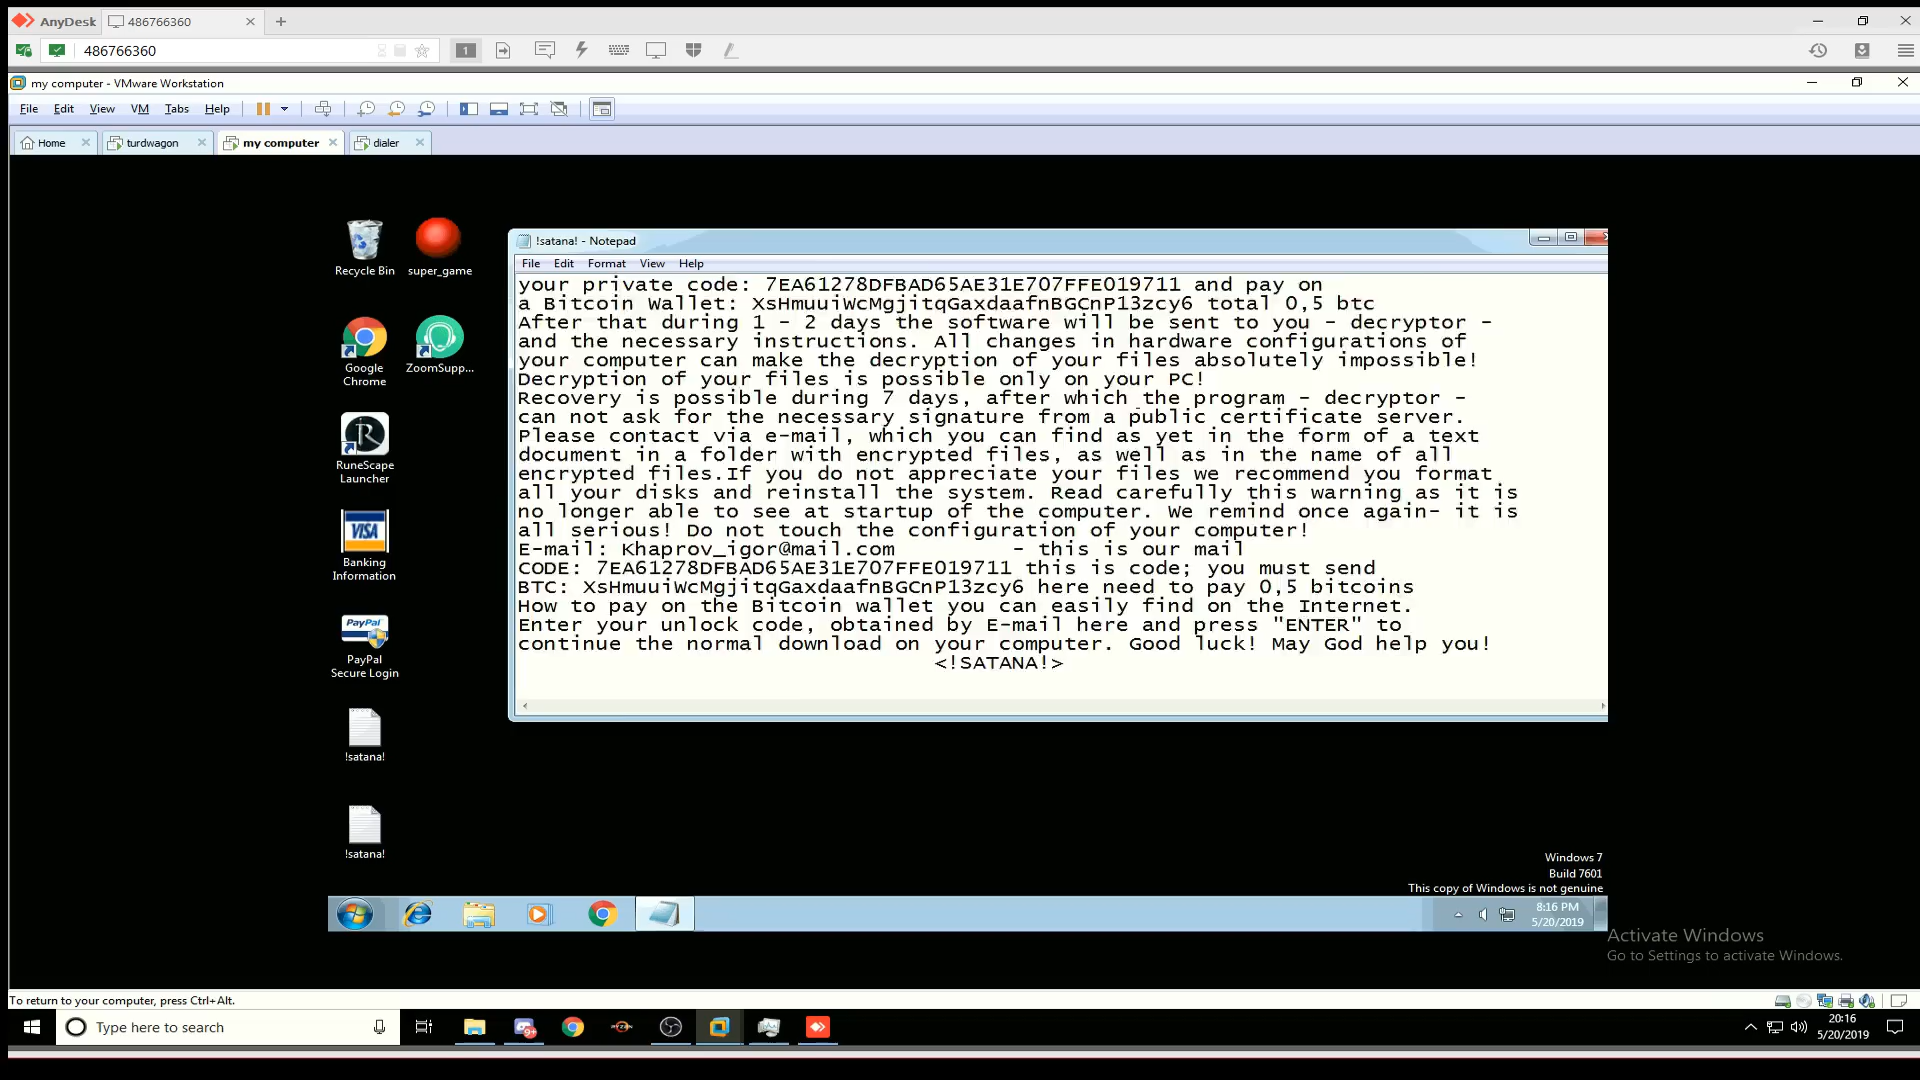 AnyDesk
486766360
486766360
1
my computer - VMware Workstation
File Edit View VM Tabs Help
Home
turdwagon
my computer
dialer
Recycle Bin
super_game
Google
Chrome
ZoomSupp...
RuneScape
Launcher
VISA
Banking
Information
PayPal
PayPal
Secure Login
!satana!
!satana!
!satana! - Notepad
File Edit Format View Help
your private code: 7EA61278DFBAD65AE31E707FFE019711 and pay on
a Bitcoin Wallet: XsHmuuiWcMgjitqGaxdaafnBGCnP13zcy6 total 0,5 btc
After that during 1 - 2 days the software will be sent to you - decryptor -
and the necessary instructions. All changes in hardware configurations of
your computer can make the decryption of your files absolutely impossible!
Decryption of your files is possible only on your PC!
Recovery is possible during 7 days, after which the program - decryptor -
can not ask for the necessary signature from a public certificate server.
Please contact via e-mail, which you can find as yet in the form of a text
document in a folder with encrypted files, as well as in the name of all
encrypted files.If you do not appreciate your files we recommend you format
all your disks and reinstall the system. Read carefully this warning as it is
no longer able to see at startup of the computer. We remind once again- it is
all serious! Do not touch the configuration of your computer!
E-mail: Khaprov_igor@mail.com - this is our mail
CODE: 7EA61278DFBAD65AE31E707FFE019711 this is code; you must send
BTC: XsHmuuiWcMgjitqGaxdaafnBGCnP13zcy6 here need to pay 0,5 bitcoins
How to pay on the Bitcoin wallet you can easily find on the Internet.
Enter your unlock code, obtained by E-mail here and press "ENTER" to
continue the normal download on your computer. Good luck! May God help you!
<!SATANA!>
Windows 7
Build 7601
This copy of Windows is not genuine
8:16 PM
5/20/2019
Activate Windows
Go to Settings to activate Windows.
To return to your computer, press Ctrl+Alt.
Type here to search
9+
RYZEN
20:16
5/20/2019